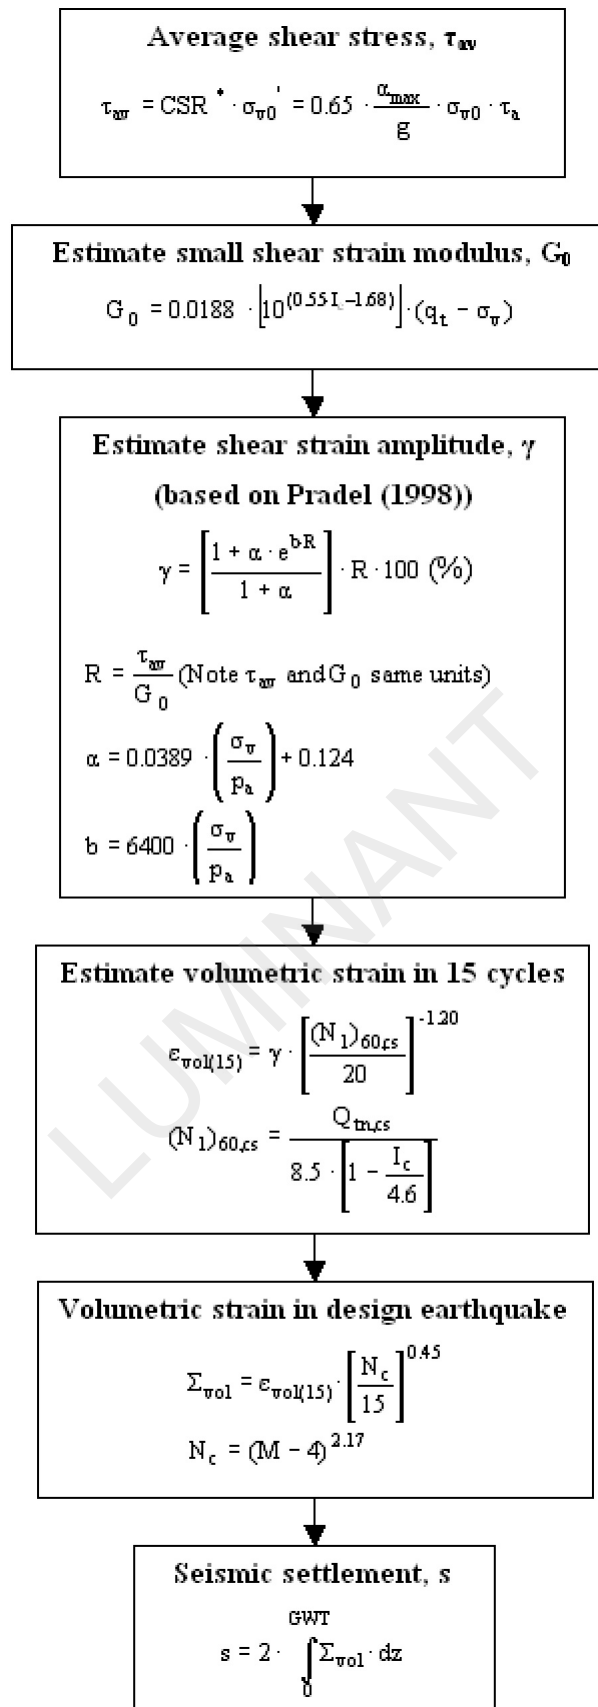 Average shear stress, τav
τav = CSR * · σv0' = 0.65 · αmax / g · σv0 · τa
Estimate small shear strain modulus, G0
G0 = 0.0188 · [10^(0.55 Ic−1.68)] · (qt − σv)
Estimate shear strain amplitude, γ
(based on Pradel (1998))
γ = [(1 + α · e^(b·R)) / (1 + α)] · R · 100 (%)
R = τav / G0 (Note τav and G0 same units)
α = 0.0389 · (σv / pa) + 0.124
b = 6400 · (σv / pa)
Estimate volumetric strain in 15 cycles
εvol(15) = γ · [(N1)60,cs / 20]^-1.20
(N1)60,cs = Qtn,cs / 8.5 · [1 − Ic / 4.6]
Volumetric strain in design earthquake
Σvol = εvol(15) · [Nc / 15]^0.45
Nc = (M − 4)^2.17
Seismic settlement, s
s = 2 · ∫0^GWT Σvol · dz
LUMINANT